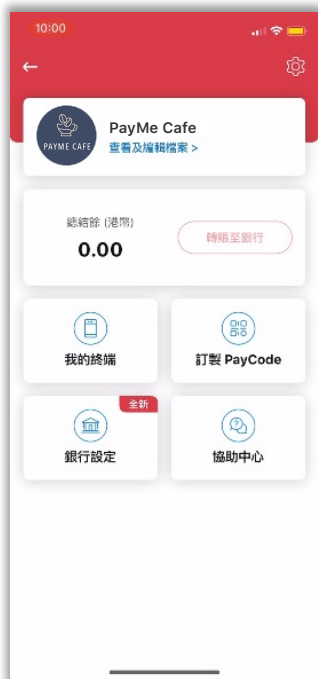 10:00
PAYME CAFE
PayMe Cafe
查看及編輯檔案 >
總結餘 (港幣)
0.00
轉賬至銀行
我的終端
訂製 PayCode
全新
銀行設定
協助中心